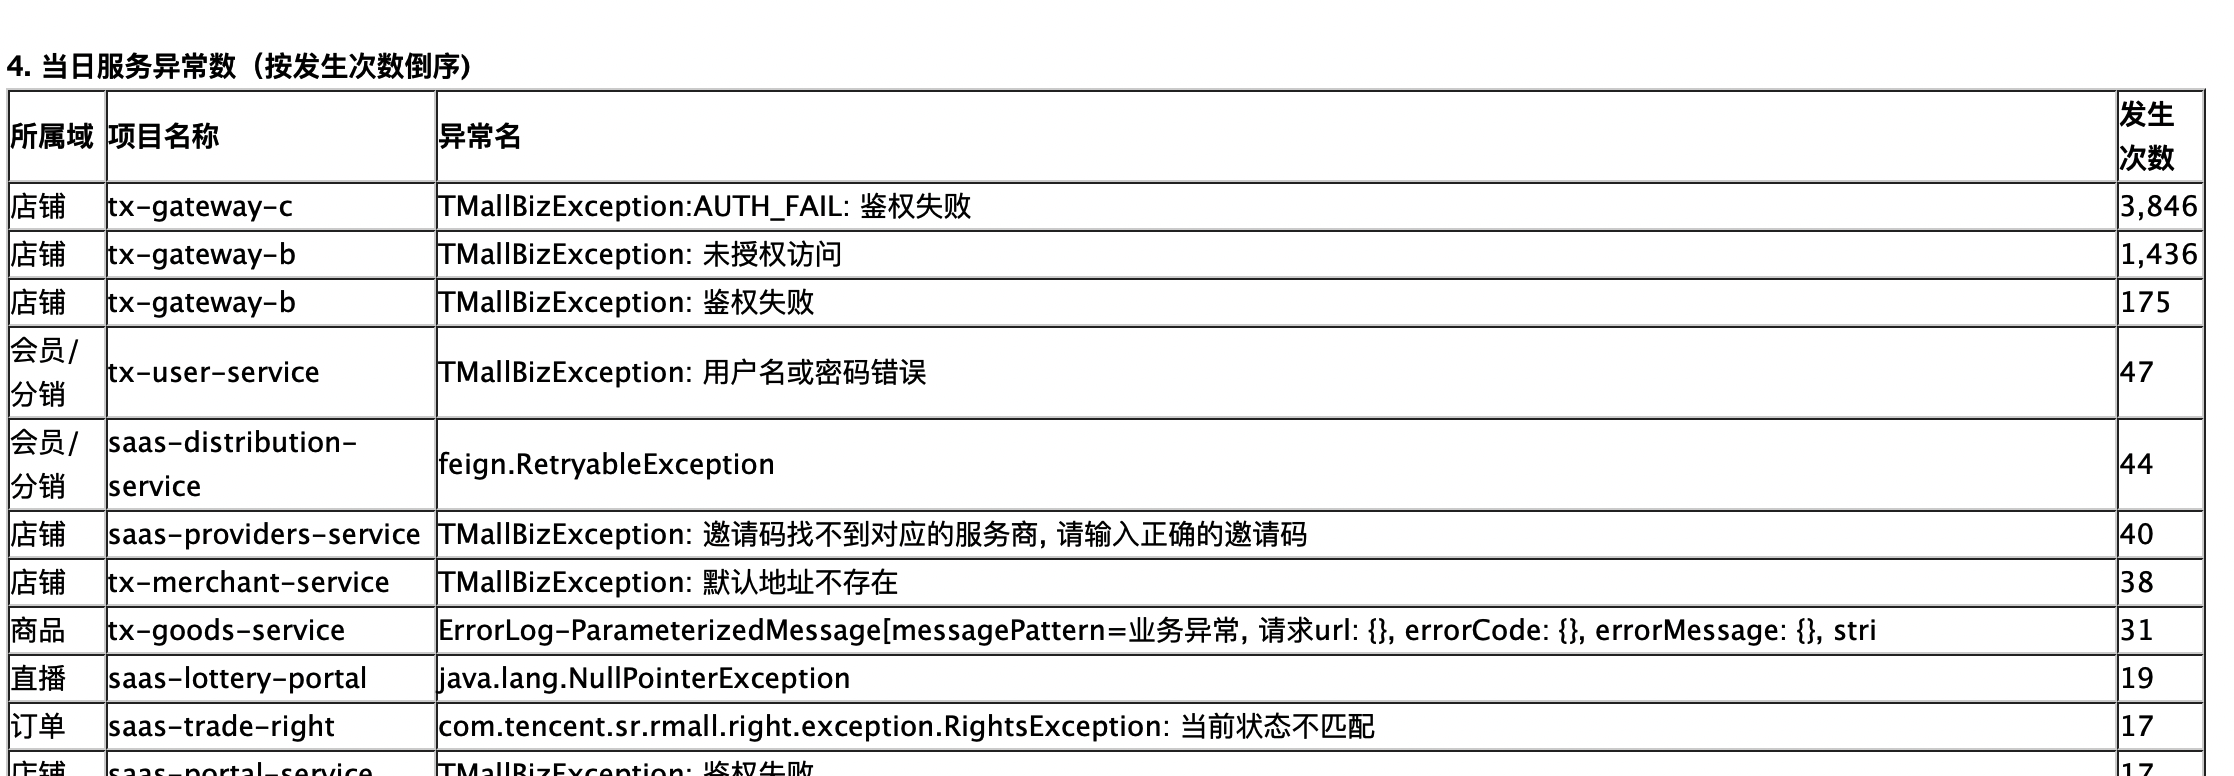 4. 当日服务异常数（按发生次数倒序)
所属域 项目名称 异常名 发生
次数
店铺 tx-gateway-c TMallBizException:AUTH_FAIL: 鉴权失败 3,846
店铺 tx-gateway-b TMallBizException: 未授权访问 1,436
店铺 tx-gateway-b TMallBizException: 鉴权失败 175
会员/
分销 tx-user-service TMallBizException: 用户名或密码错误 47
会员/
分销 saas-distribution-
service feign.RetryableException 44
店铺 saas-providers-service TMallBizException: 邀请码找不到对应的服务商, 请输入正确的邀请码 40
店铺 tx-merchant-service TMallBizException: 默认地址不存在 38
商品 tx-goods-service ErrorLog-ParameterizedMessage[messagePattern=业务异常, 请求url: {}, errorCode: {}, errorMessage: {}, stri 31
直播 saas-lottery-portal java.lang.NullPointerException 19
订单 saas-trade-right com.tencent.sr.rmall.right.exception.RightsException: 当前状态不匹配 17
店铺 saas-portal-service TMallBizException: 鉴权失败 17